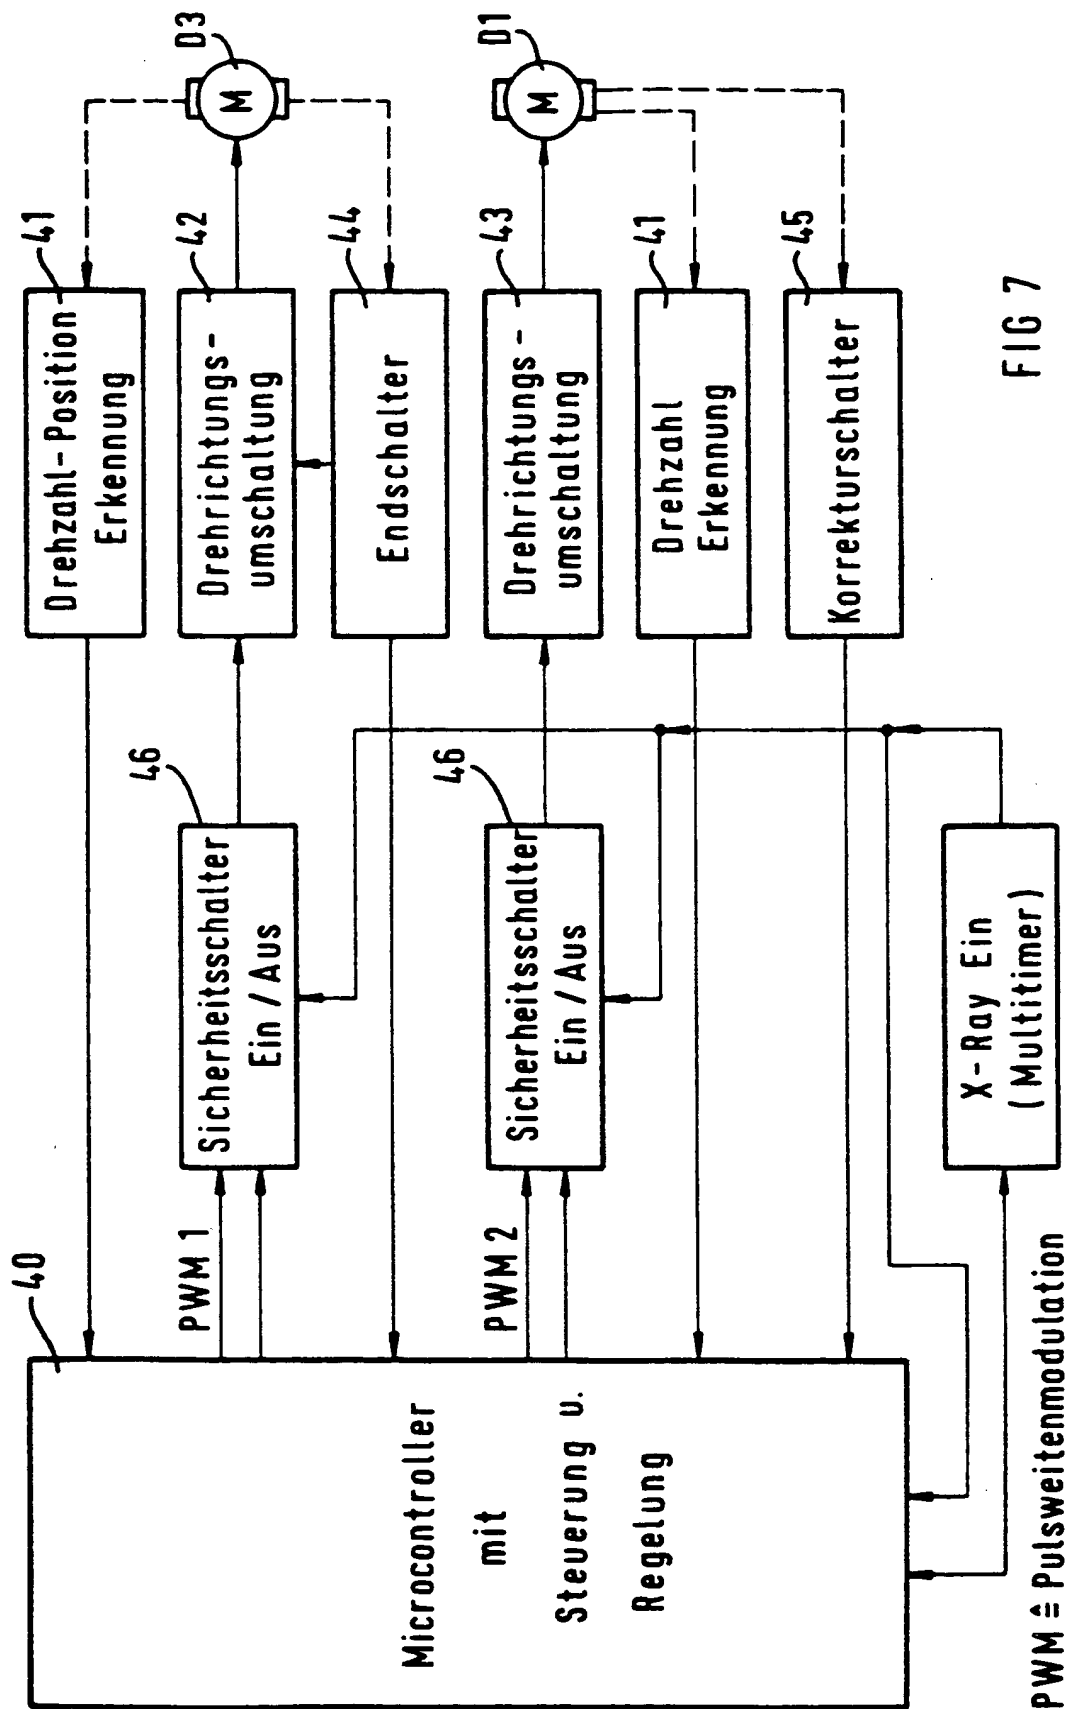 40
Microcontroller
mit
Steuerung u.
Regelung
PWM 1
PWM 2
46
Sicherheitsschalter
Ein / Aus
46
Sicherheitsschalter
Ein / Aus
X-Ray Ein
(Multitimer)
41
Drehzahl-Position
Erkennung
42
Drehrichtungs-
umschaltung
44
Endschalter
43
Drehrichtungs-
umschaltung
41
Drehzahl
Erkennung
45
Korrekturschalter
D3
M
D1
M
PWM ≙ Pulsweitenmodulation
FIG 7